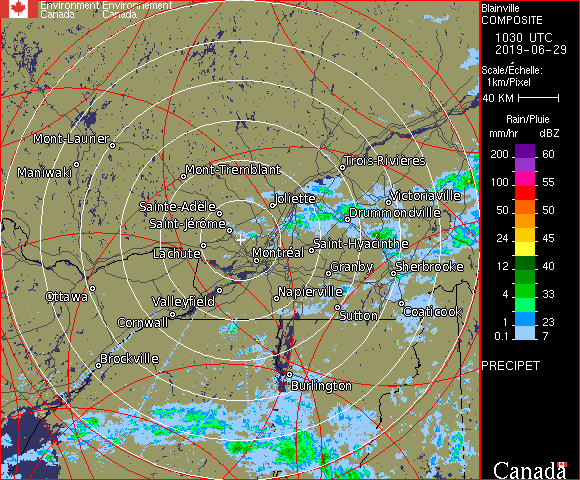 Environment Environnement
Canada Canada
Blainville
COMPOSITE
1030 UTC
2019-06-29
Scale/Échelle:
1km/Pixel
40 KM
Rain/Pluie
mm/hr dBZ
200 60
100 55
50 50
24 45
12 40
4 33
1 23
0.1 7
PRECIPET
Canada
Mont-Laurier
Maniwaki
Mont-Tremblant
Trois-Rivières
Sainte-Adele
Joliette
Victoriaville
Saint-Jérome
Drummondville
Lachute
Montréal
Saint-Hyacinthe
Granby
Sherbrooke
Ottawa
Valleyfield
Napierville
Cornwall
Sutton
Coaticook
Brockville
Burlington